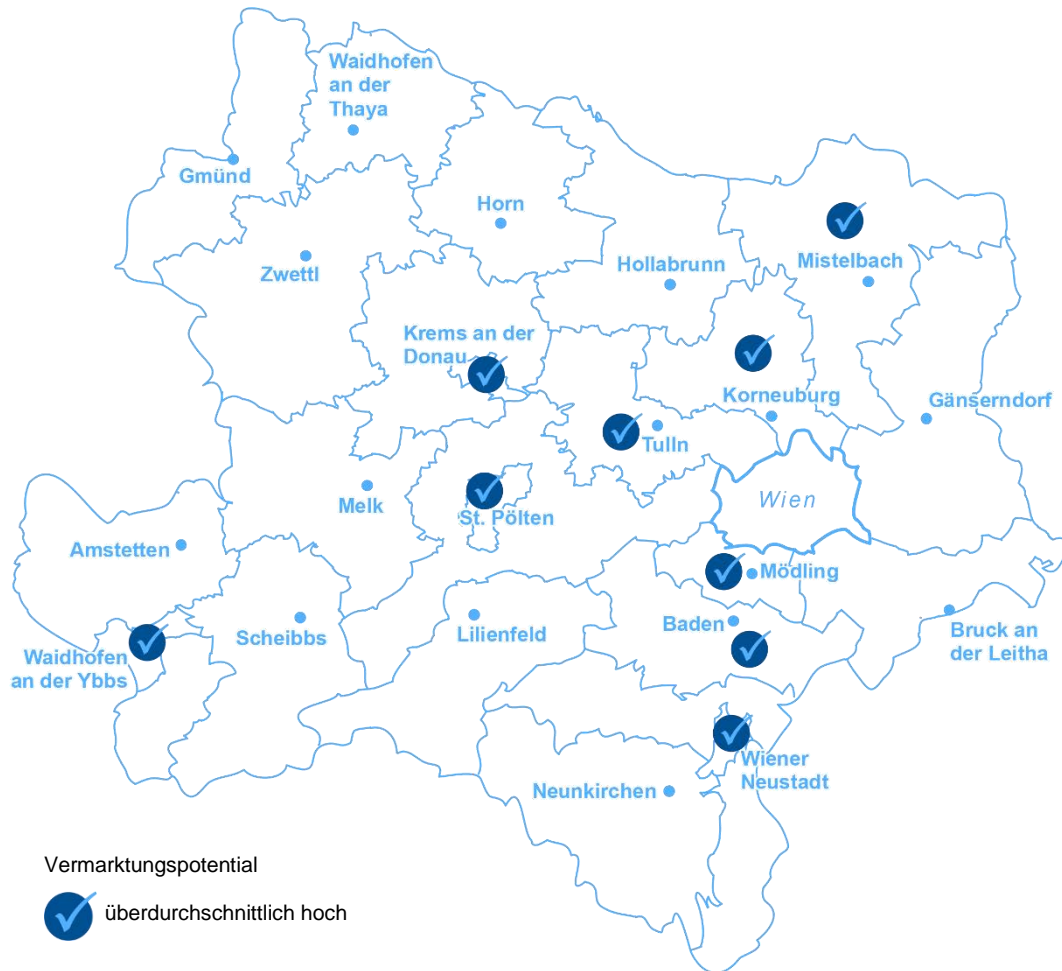 Waidhofen
an der
Thaya
Gmünd
Horn
Zwettl
Hollabrunn
Mistelbach
Krems an der
Donau
Korneuburg
Gänserndorf
Tulln
Melk
St. Pölten
Wien
Amstetten
Mödling
Scheibbs
Lilienfeld
Baden
Bruck an
der Leitha
Waidhofen
an der Ybbs
Wiener
Neustadt
Neunkirchen
Vermarktungspotential
überdurchschnittlich hoch